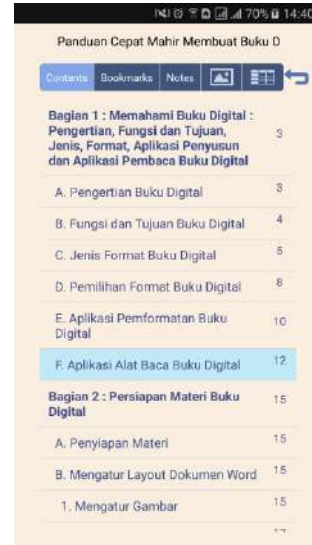 70% 14:40
Panduan Cepat Mahir Membuat Buku D
Contents Bookmarks Notes
Bagian 1 : Memahami Buku Digital :
Pengertian, Fungsi dan Tujuan,
Jenis, Format, Aplikasi Penyusun
dan Aplikasi Pembaca Buku Digital 3
A. Pengertian Buku Digital 3
B. Fungsi dan Tujuan Buku Digital 4
C. Jenis Format Buku Digital 5
D. Pemilihan Format Buku Digital 8
E. Aplikasi Pemformatan Buku
Digital 10
F. Aplikasi Alat Baca Buku Digital 12
Bagian 2 : Persiapan Materi Buku
Digital 15
A. Penyiapan Materi 15
B. Mengatur Layout Dokumen Word 15
1. Mengatur Gambar 15